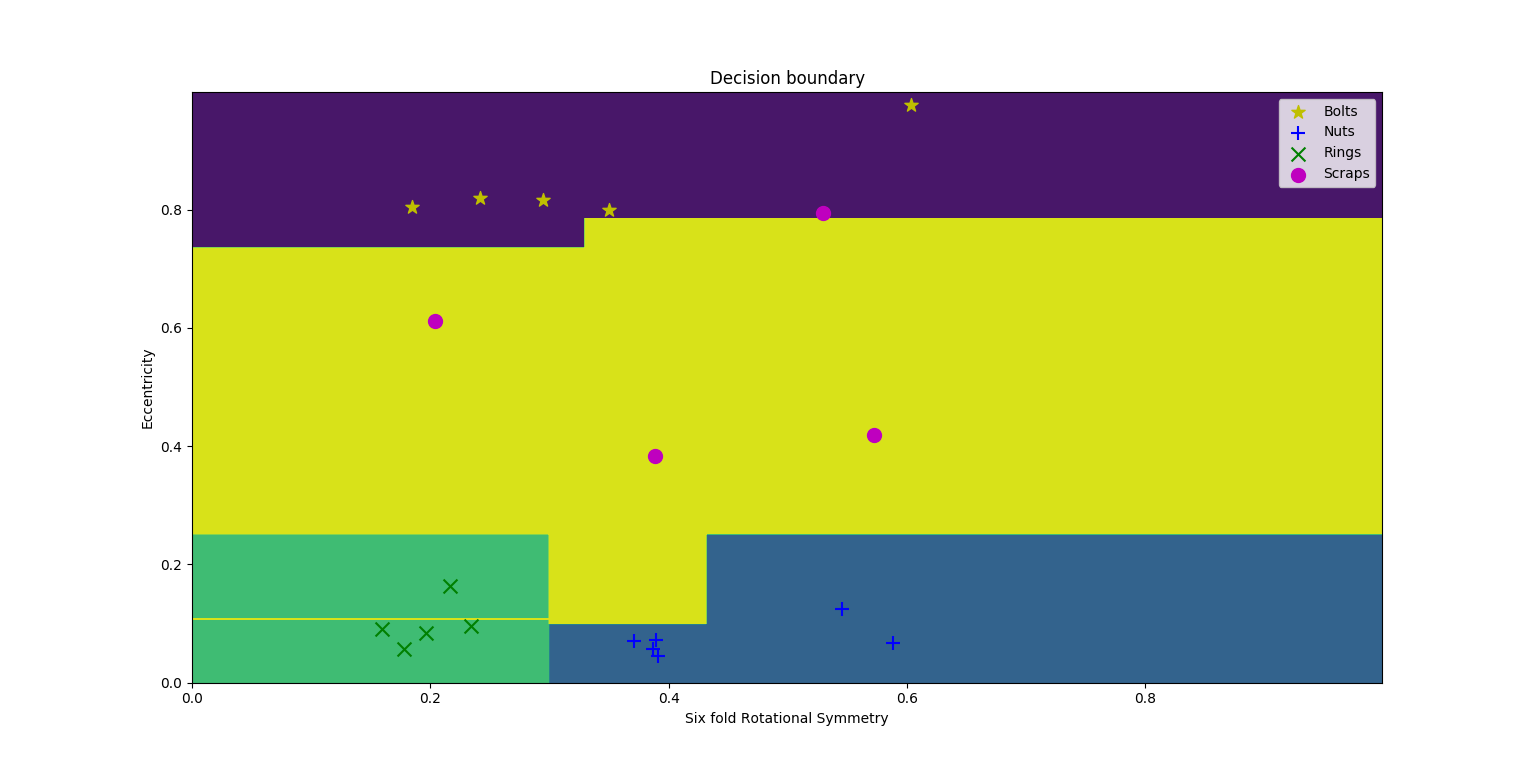 Decision boundary
Bolts
Nuts
Rings
Scraps
Eccentricity
0.8
0.6
0.4
0.2
0.0
0.0 0.2 0.4 0.6 0.8
Six fold Rotational Symmetry